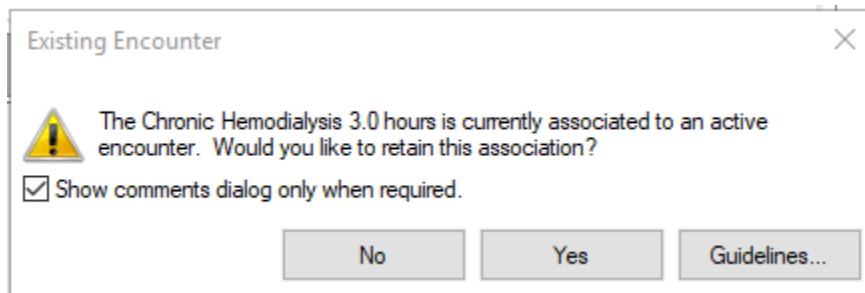 Existing Encounter
The Chronic Hemodialysis 3.0 hours is currently associated to an active
encounter.  Would you like to retain this association?
Show comments dialog only when required.
No
Yes
Guidelines...